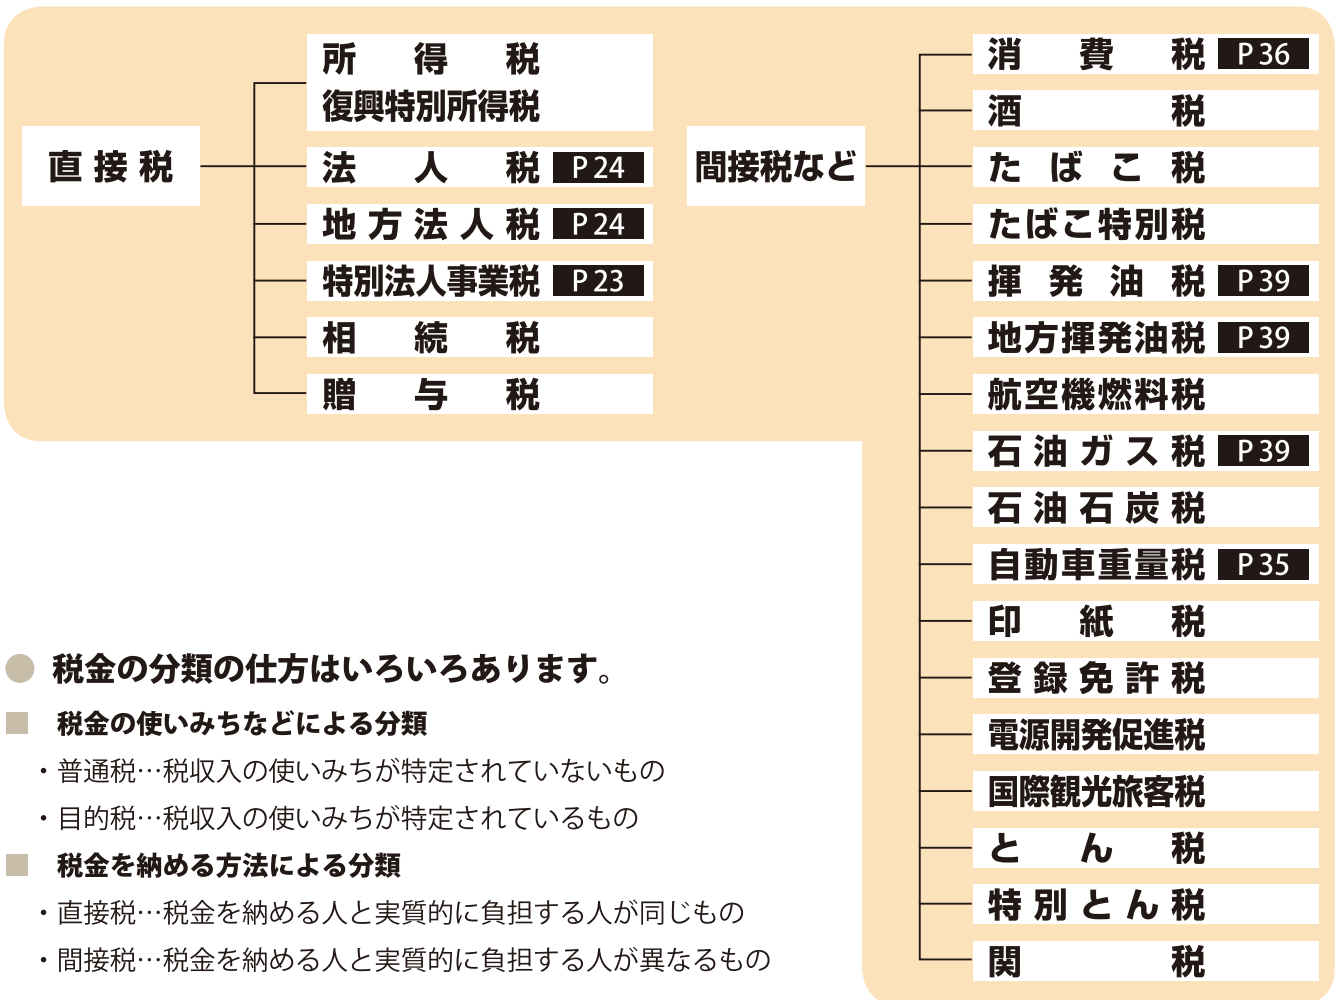 直接税
所得税
復興特別所得税
法人税 P24
地方法人税 P24
特別法人事業税 P23
相続税
贈与税
間接税など
消費税 P36
酒税
たばこ税
たばこ特別税
揮発油税 P39
地方揮発油税 P39
航空機燃料税
石油ガス税 P39
石油石炭税
自動車重量税 P35
印紙税
登録免許税
電源開発促進税
国際観光旅客税
とん税
特別とん税
関税
● 税金の分類の仕方はいろいろあります。
■ 税金の使いみちなどによる分類
・普通税…税収入の使いみちが特定されていないもの
・目的税…税収入の使いみちが特定されているもの
■ 税金を納める方法による分類
・直接税…税金を納める人と実質的に負担する人が同じもの
・間接税…税金を納める人と実質的に負担する人が異なるもの